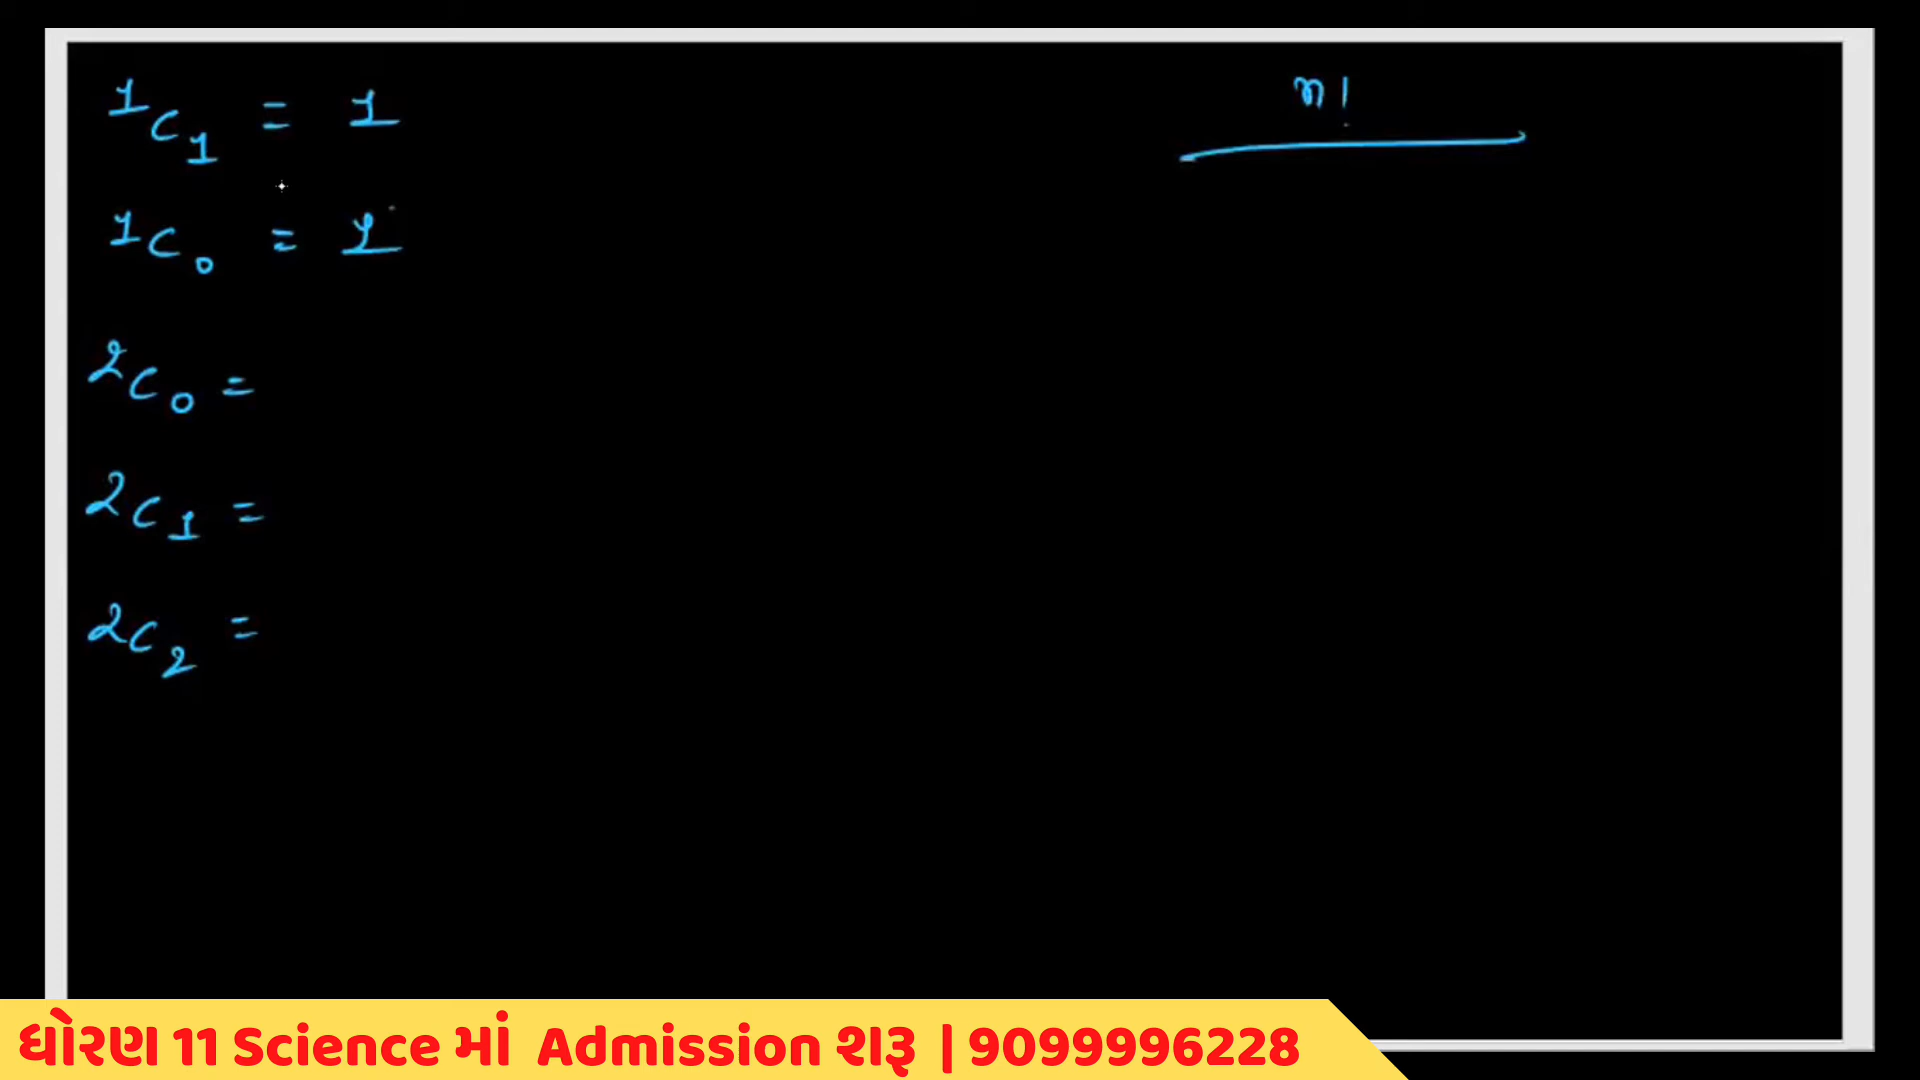 ¹C₁ = 1
n!
¹C₀ = 1
²C₀ =
²C₁ =
²C₂ =
ધોરણ 11 Science માં Admission શરૂ | 9099996228